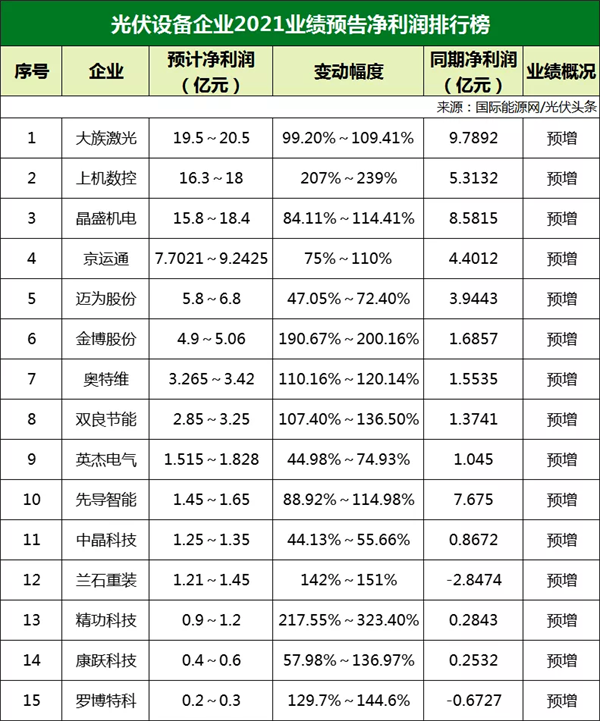 光伏设备企业2021业绩预告净利润排行榜
序号 企业 预计净利润（亿元） 变动幅度 同期净利润（亿元） 业绩概况
来源：国际能源网/光伏头条
1 大族激光 19.5～20.5 99.20%～109.41% 9.7892 预增
2 上机数控 16.3～18 207%～239% 5.3132 预增
3 晶盛机电 15.8～18.4 84.11%～114.41% 8.5815 预增
4 京运通 7.7021～9.2425 75%～110% 4.4012 预增
5 迈为股份 5.8～6.8 47.05%～72.40% 3.9443 预增
6 金博股份 4.9～5.06 190.67%～200.16% 1.6857 预增
7 奥特维 3.265～3.42 110.16%～120.14% 1.5535 预增
8 双良节能 2.85～3.25 107.40%～136.50% 1.3741 预增
9 英杰电气 1.515～1.828 44.98%～74.93% 1.045 预增
10 先导智能 1.45～1.65 88.92%～114.98% 7.675 预增
11 中晶科技 1.25～1.35 44.13%～55.66% 0.8672 预增
12 兰石重装 1.21～1.45 142%～151% -2.8474 预增
13 精功科技 0.9～1.2 217.55%～323.40% 0.2843 预增
14 康跃科技 0.4～0.6 57.98%～136.97% 0.2532 预增
15 罗博特科 0.2～0.3 129.7%～144.6% -0.6727 预增